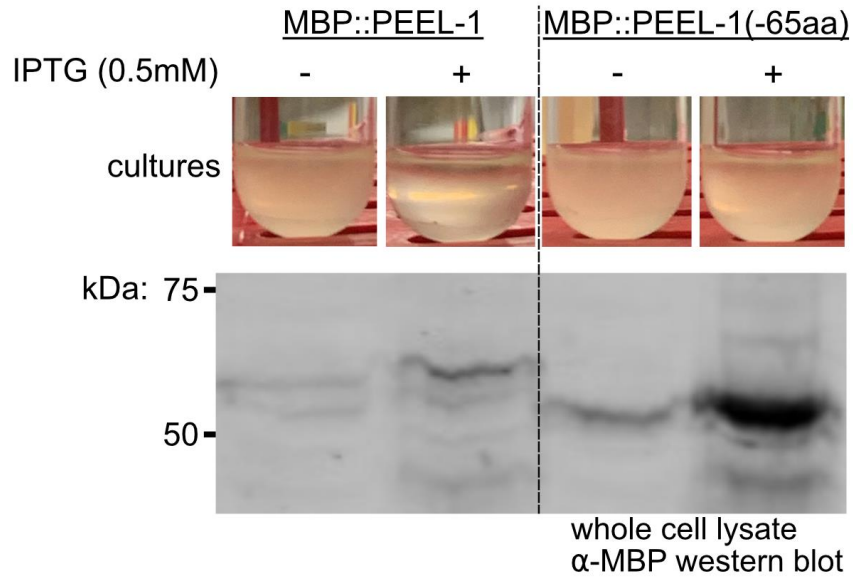 MBP::PEEL-1 MBP::PEEL-1(-65aa)
IPTG (0.5mM) - + - +
cultures
kDa: 75
50
whole cell lysate
α-MBP western blot